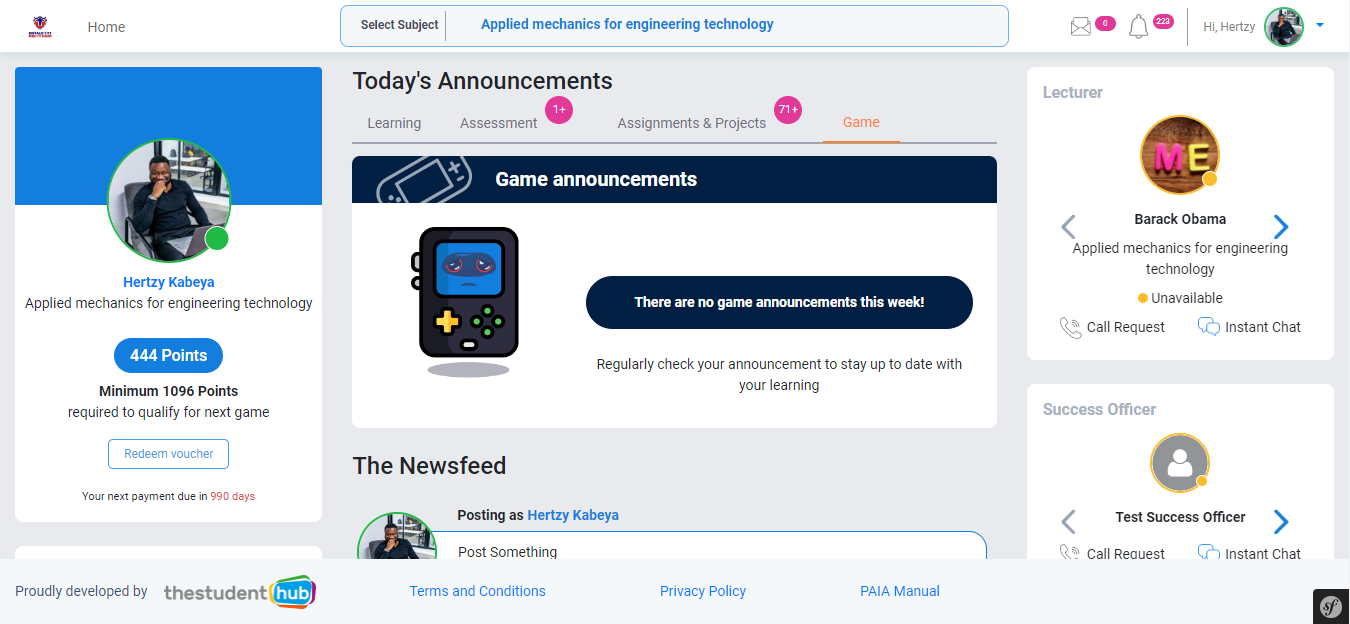 Home
Select Subject
Applied mechanics for engineering technology
0
223
Hi, Hertzy
Hertzy Kabeya
Applied mechanics for engineering technology
444 Points
Minimum 1096 Points
required to qualify for next game
Redeem voucher
Your next payment due in 990 days
Today's Announcements
Learning
Assessment
1+
Assignments & Projects
71+
Game
Game announcements
There are no game announcements this week!
Regularly check your announcement to stay up to date with
your learning
The Newsfeed
Posting as Hertzy Kabeya
Post Something
Lecturer
ME
Barack Obama
Applied mechanics for engineering
technology
Unavailable
Call Request
Instant Chat
Success Officer
Test Success Officer
Call Request
Instant Chat
Proudly developed by
thestudent hub
Terms and Conditions
Privacy Policy
PAIA Manual
sf